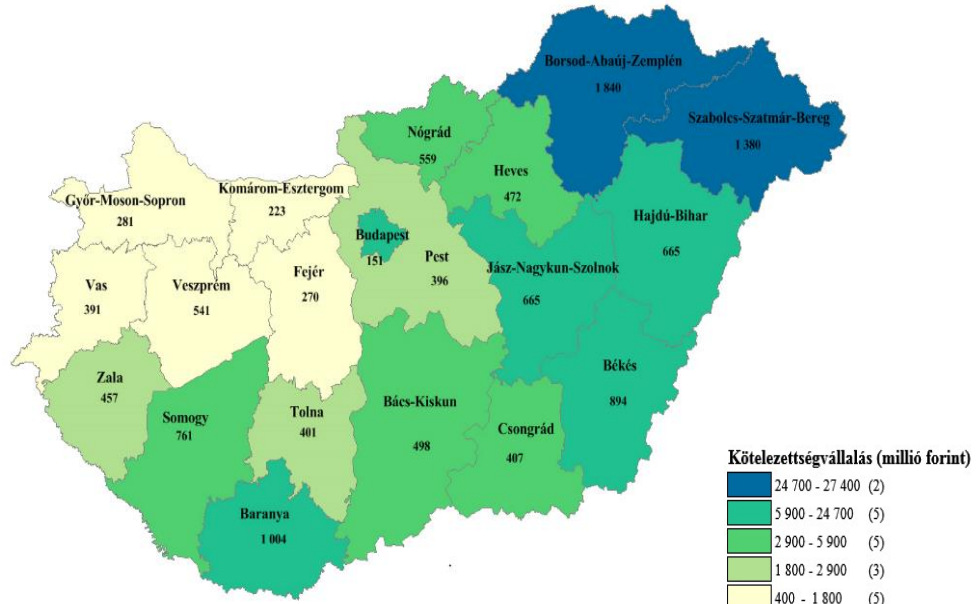 Borsod-Abaúj-Zemplén
1 840
Szabolcs-Szatmár-Bereg
1 380
Nógrád
559
Heves
472
Hajdú-Bihar
665
Komárom-Esztergom
223
Győr-Moson-Sopron
281
Budapest
151
Pest
396
Jász-Nagykun-Szolnok
665
Vas
391
Veszprém
541
Fejér
270
Békés
894
Zala
457
Somogy
761
Tolna
401
Bács-Kiskun
498
Csongrád
407
Baranya
1 004
Kötelezettségvállalás (millió forint)
24 700 - 27 400 (2)
5 900 - 24 700 (5)
2 900 - 5 900 (5)
1 800 - 2 900 (3)
400 - 1 800 (5)